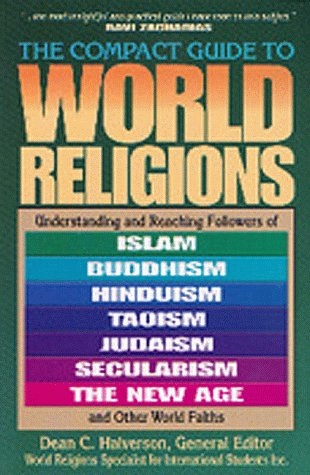 "...the most insightful and practical guide I have seen to this subject."
RAVI ZACHARIAS
THE COMPACT GUIDE TO
WORLD
RELIGIONS
Understanding and Reaching Followers of
ISLAM
BUDDHISM
HINDUISM
TAOISM
JUDAISM
SECULARISM
THE NEW AGE
and Other World Faiths
Dean C. Halverson, General Editor
World Religions Specialist for International Students Inc.